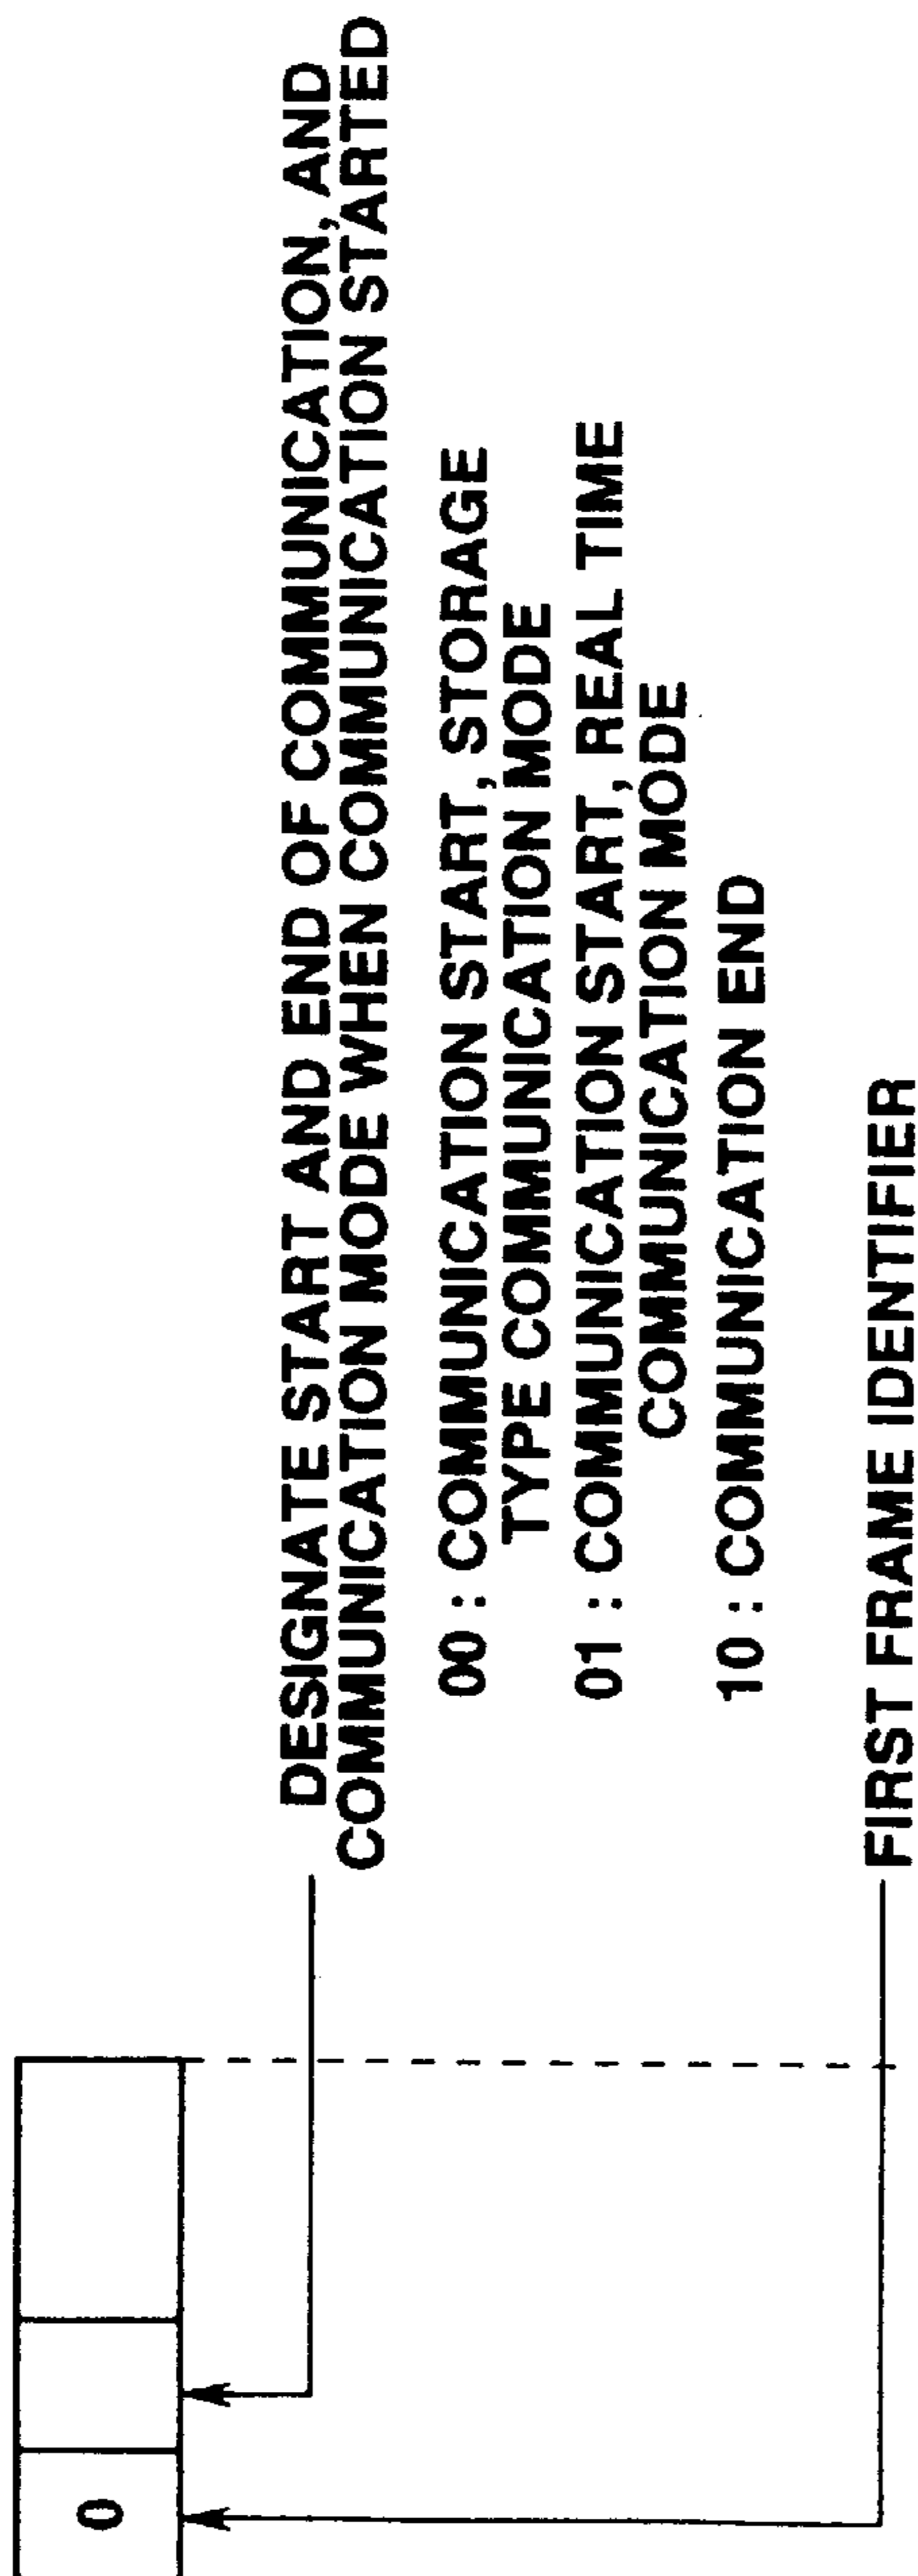 0
DESIGNATE START AND END OF COMMUNICATION, AND
COMMUNICATION MODE WHEN COMMUNICATION STARTED
00 : COMMUNICATION START, STORAGE
TYPE COMMUNICATION MODE
01 : COMMUNICATION START, REAL TIME
COMMUNICATION MODE
10 : COMMUNICATION END
FIRST FRAME IDENTIFIER